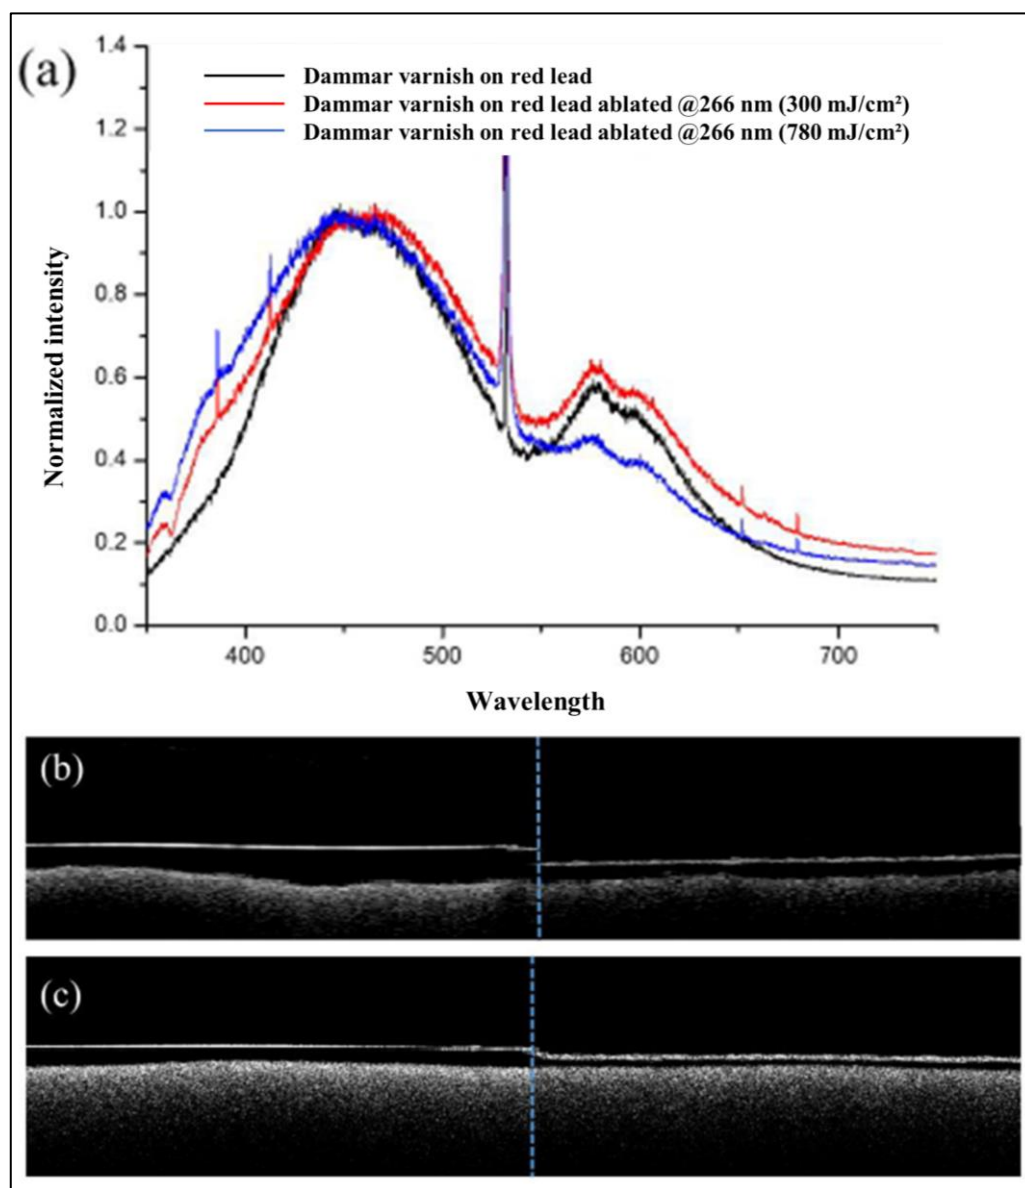 (a)
Dammar varnish on red lead
Dammar varnish on red lead ablated @266 nm (300 mJ/cm²)
Dammar varnish on red lead ablated @266 nm (780 mJ/cm²)
1.4
1.2
1.0
0.8
0.6
0.4
0.2
0.0
Normalized intensity
400 500 600 700
Wavelength
(b)
(c)